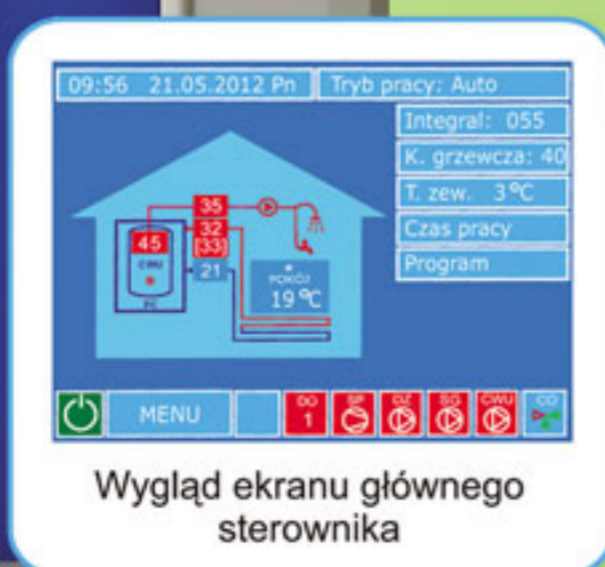 09:56 21.05.2012 Pn
Tryb pracy: Auto
Integral: 055
K. grzewcza: 40
T. zew. 3°C
Czas pracy
Program
35
32
[33]
21
45
CWU
PC
POKÓJ
19°C
MENU
DO
1
SP
DZ
SG
CWU
CO
Wygląd ekranu głównego
sterownika